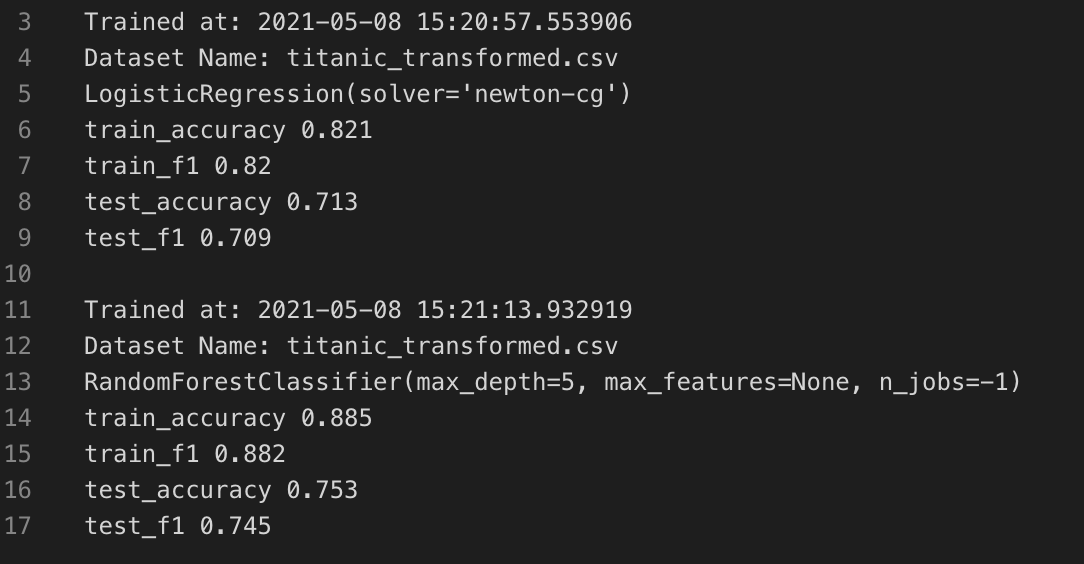 3 Trained at: 2021-05-08 15:20:57.553906
4 Dataset Name: titanic_transformed.csv
5 LogisticRegression(solver='newton-cg')
6 train_accuracy 0.821
7 train_f1 0.82
8 test_accuracy 0.713
9 test_f1 0.709
10
11 Trained at: 2021-05-08 15:21:13.932919
12 Dataset Name: titanic_transformed.csv
13 RandomForestClassifier(max_depth=5, max_features=None, n_jobs=-1)
14 train_accuracy 0.885
15 train_f1 0.882
16 test_accuracy 0.753
17 test_f1 0.745